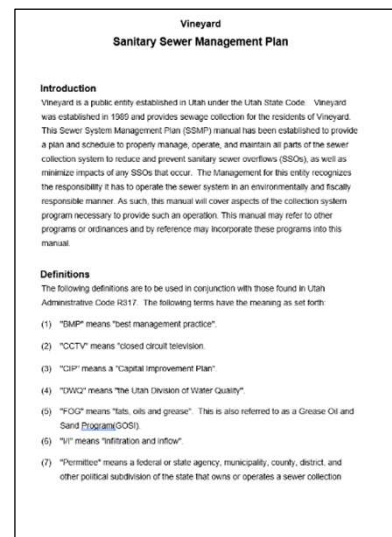 Vineyard
Sanitary Sewer Management Plan
Introduction
Vineyard is a public entity established in Utah under the Utah State Code. Vineyard
was established in 1989 and provides sewage collection for the residents of Vineyard.
This Sewer System Management Plan (SSMP) manual has been established to provide
a plan and schedule to properly manage, operate, and maintain all parts of the sewer
collection system to reduce and prevent sanitary sewer overflows (SSOs), as well as
minimize impacts of any SSOs that occur. The Management for this entity recognizes
the responsibility it has to operate the sewer system in an environmentally and fiscally
responsible manner. As such, this manual will cover aspects of the collection system
program necessary to provide such an operation. This manual may refer to other
programs or ordinances and by reference may incorporate these programs into this
manual.
Definitions
The following definitions are to be used in conjunction with those found in Utah
Administrative Code R317. The following terms have the meaning as set forth:
(1) "BMP" means "best management practice".
(2) "CCTV" means "closed circuit television.
(3) "CIP" means a "Capital Improvement Plan".
(4) "DWQ" means "the Utah Division of Water Quality".
(5) "FOG" means "fats, oils and grease". This is also referred to as a Grease Oil and
Sand Program(GOSI).
(6) "I/I" means "Infiltration and inflow".
(7) "Permittee" means a federal or state agency, municipality, county, district, and
other political subdivision of the state that owns or operates a sewer collection